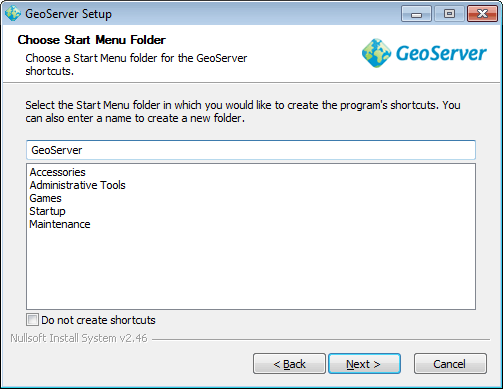 GeoServer Setup
Choose Start Menu Folder
Choose a Start Menu folder for the GeoServer
shortcuts.
GeoServer
Select the Start Menu folder in which you would like to create the program's shortcuts. You
can also enter a name to create a new folder.
GeoServer
Accessories
Administrative Tools
Games
Startup
Maintenance
Do not create shortcuts
Nullsoft Install System v2.46
< Back
Next >
Cancel